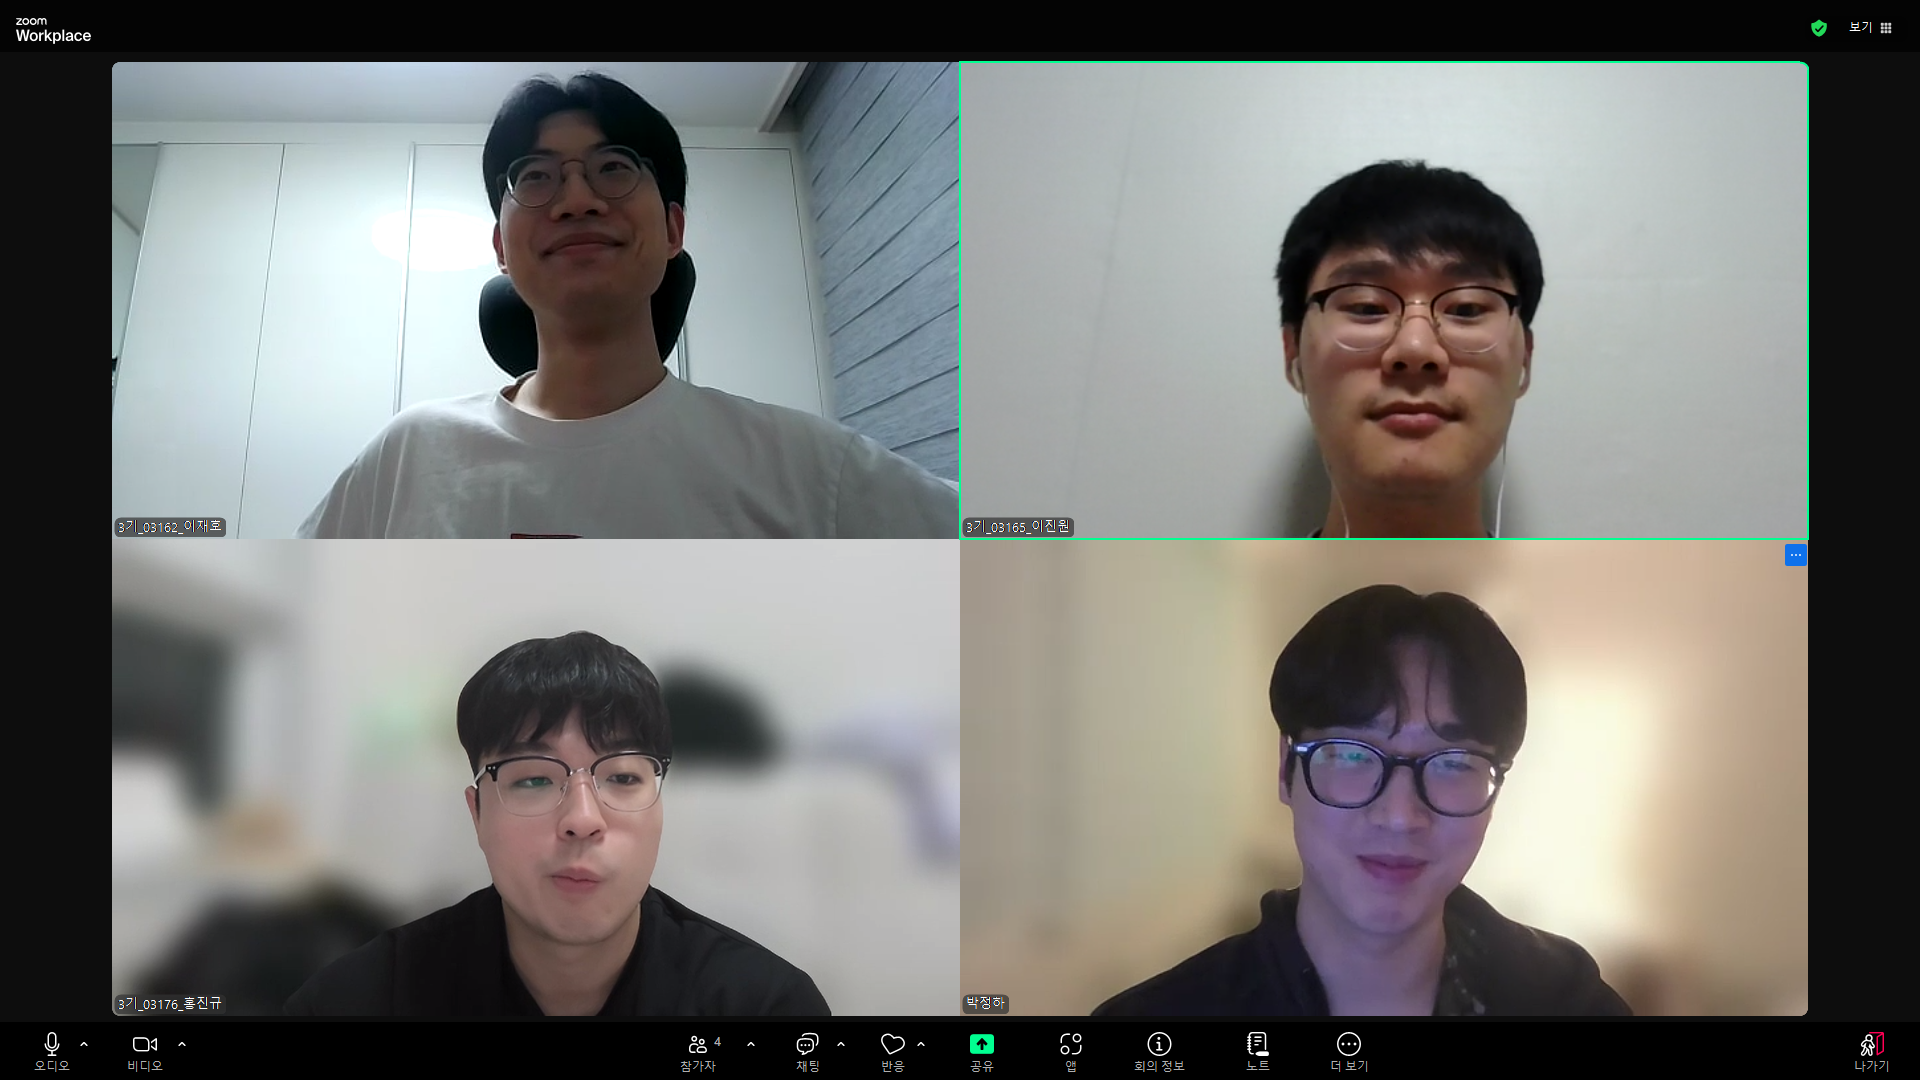 zoom
Workplace
보기
3기_03162_이재호
3기_03165_이진원
3기_03176_홍진규
박정하
오디오
비디오
참가자
4
채팅
반응
공유
앱
회의 정보
노트
더 보기
나가기